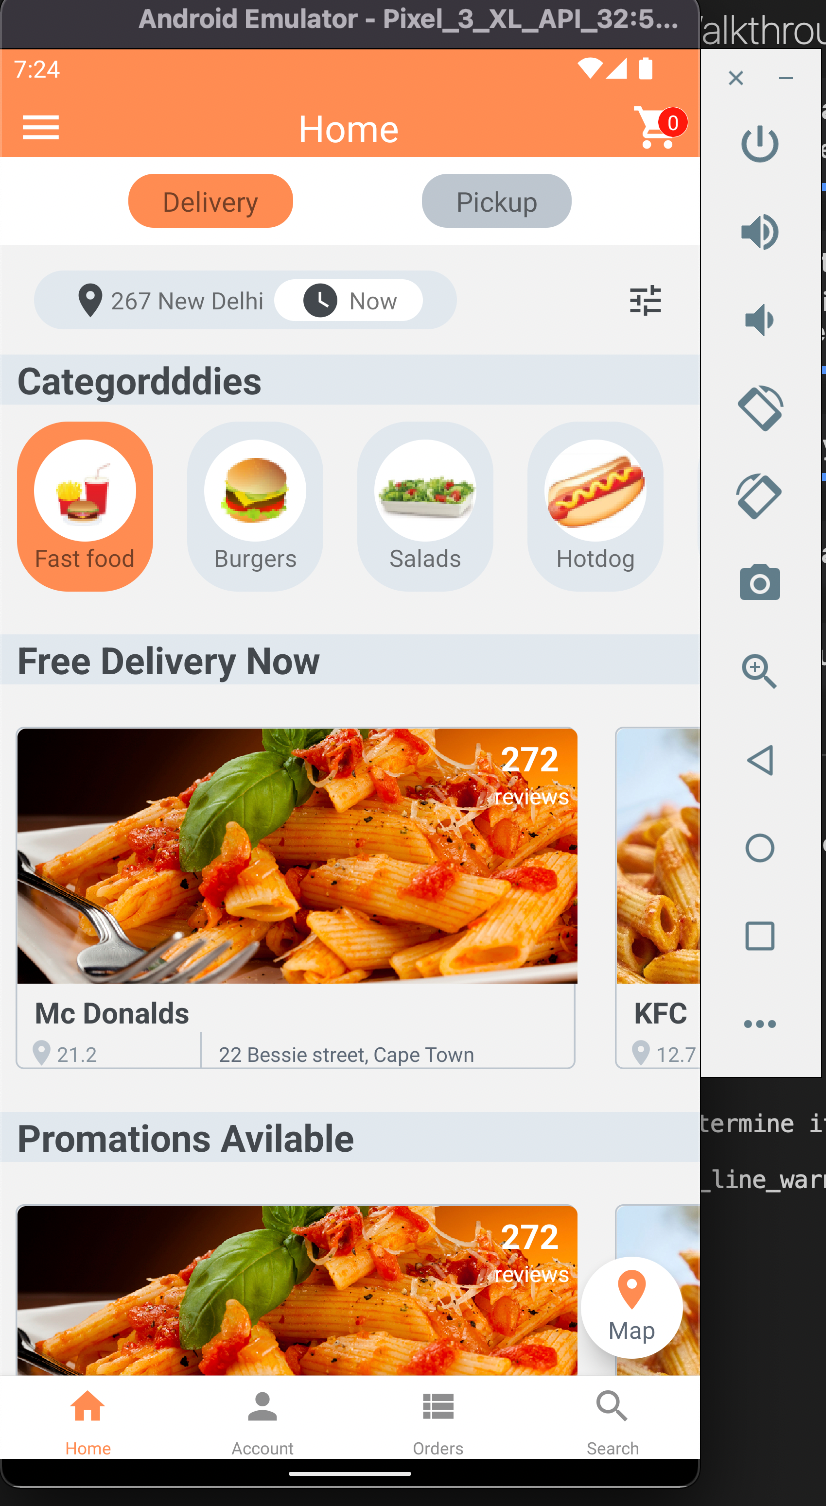 Android Emulator - Pixel_3_XL_API_32:5...
7:24
Home
0
Delivery
Pickup
267 New Delhi
Now
Categordddies
Fast food
Burgers
Salads
Hotdog
Free Delivery Now
272
reviews
Mc Donalds
21.2
22 Bessie street, Cape Town
KFC
12.7
Promations Avilable
272
reviews
Map
Home
Account
Orders
Search
alkthrou
termine i
_line_warn